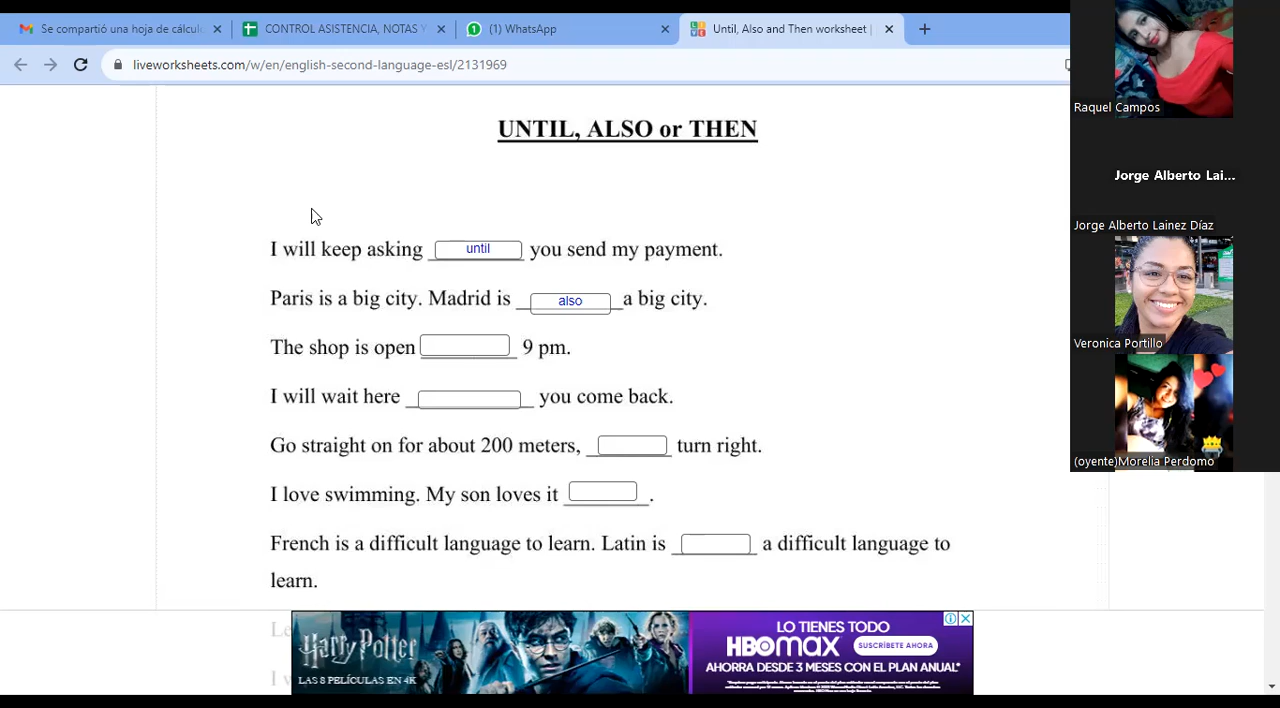 Se compartió una hoja de cálcul
CONTROL ASISTENCIA, NOTAS Y
(1) WhatsApp
Until, Also and Then worksheet |
liveworksheets.com/w/en/english-second-language-esl/2131969
UNTIL, ALSO or THEN
I will keep asking until you send my payment.
Paris is a big city. Madrid is also a big city.
The shop is open 9 pm.
I will wait here you come back.
Go straight on for about 200 meters, turn right.
I love swimming. My son loves it .
French is a difficult language to learn. Latin is a difficult language to
learn.
Le
I w
Harry Potter
LAS 8 PELÍCULAS EN 4K
LO TIENES TODO
HBOmax SUSCRÍBETE AHORA
AHORA DESDE 3 MESES CON EL PLAN ANUAL*
Raquel Campos
Jorge Alberto Lai...
Jorge Alberto Lainez Díaz
Veronica Portillo
(oyente)Morelia Perdomo